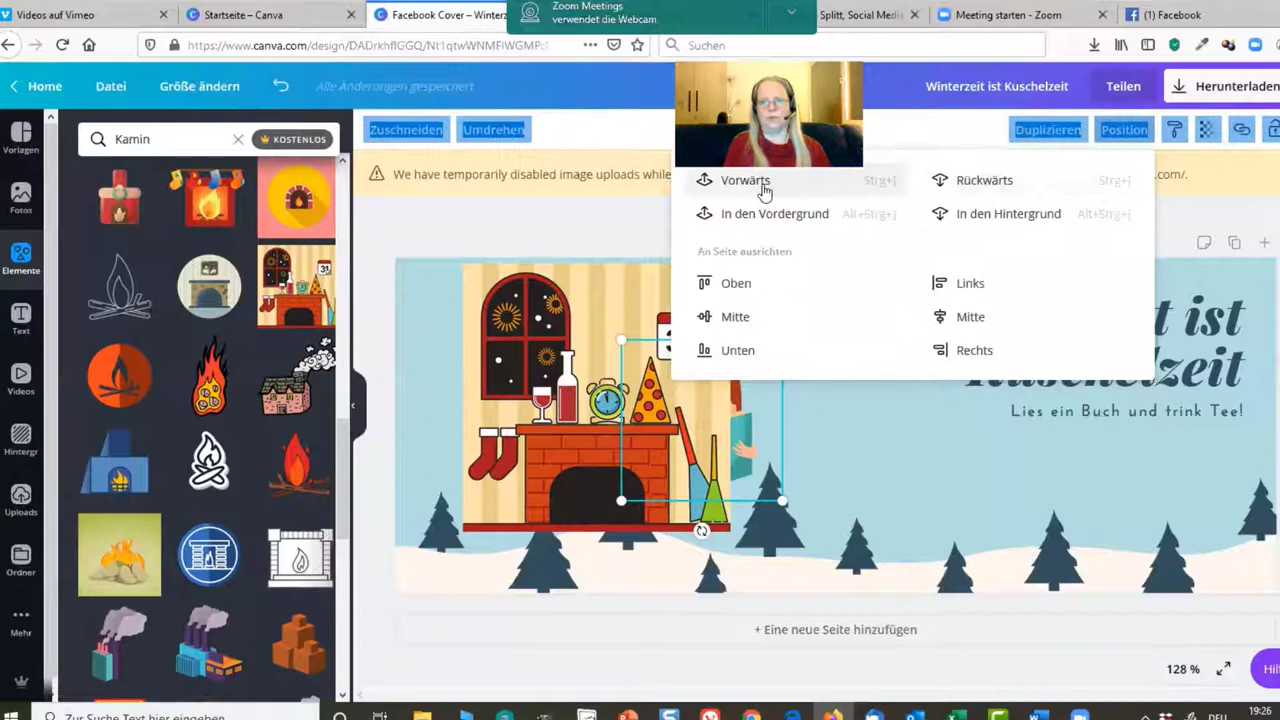 Videos auf Vimeo
Startseite – Canva
Facebook Cover – Winterz
Zoom Meetings
verwendet die Webcam
Splitt, Social Media
Meeting starten - Zoom
(1) Facebook
https://www.canva.com/design/
Suchen
Home
Datei
Größe ändern
Alle Änderungen gespeichert
Winterzeit ist Kuschelzeit
Teilen
Herunterladen
Vorlagen
Fotos
Elemente
Text
Videos
Hintergr
Uploads
Ordner
Mehr
Kamin
KOSTENLOS
Zuschneiden
Umdrehen
Duplizieren
Position
We have temporarily disabled image uploads while
.com/.
Vorwärts
Strg+]
Rückwärts
Strg+[
In den Vordergrund
Alt+Strg+]
In den Hintergrund
Alt+Strg+[
An Seite ausrichten
Oben
Links
Mitte
Mitte
Unten
Rechts
31
t ist
Kuschelzeit
Lies ein Buch und trink Tee!
+ Eine neue Seite hinzufügen
128 %
Hilf
Zur Suche Text hier eingeben
DEU
19:26